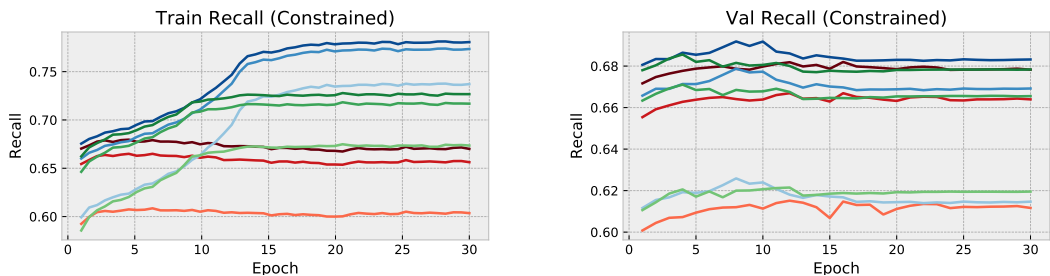 Train Recall (Constrained)
Recall
0.75
0.70
0.65
0.60
0 5 10 15 20 25 30
Epoch
Val Recall (Constrained)
Recall
0.68
0.66
0.64
0.62
0.60
0 5 10 15 20 25 30
Epoch